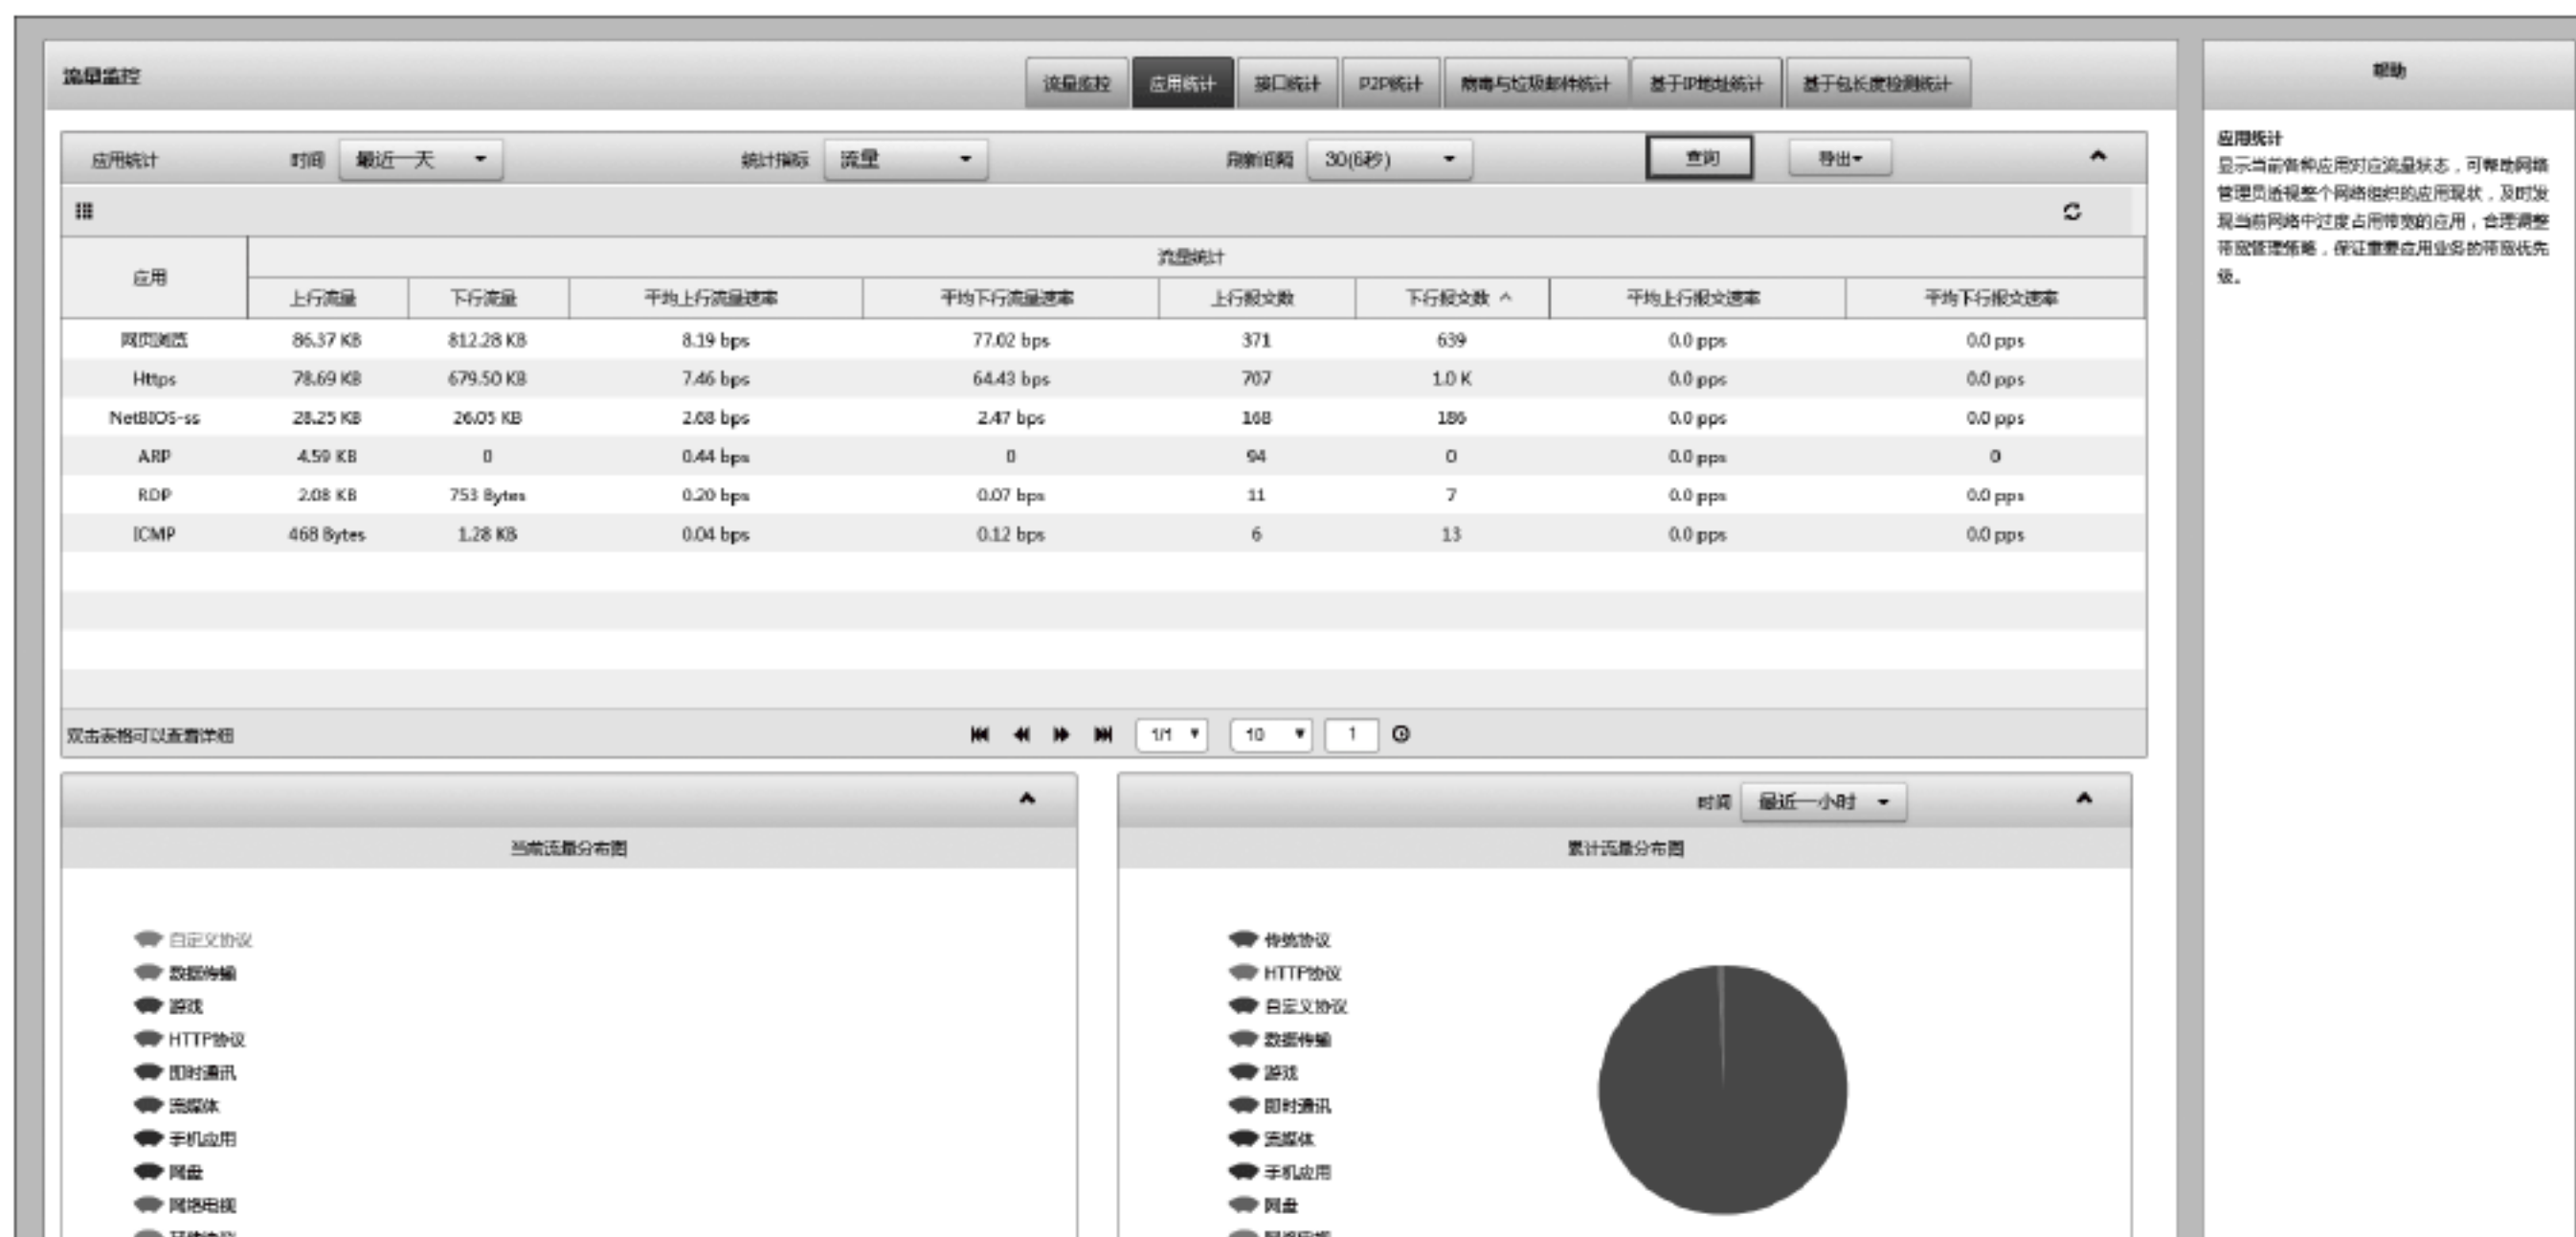 流量监控
流量监控 应用统计 接口统计 P2P统计 病毒与垃圾邮件统计 基于IP地址统计 基于包长度检测统计
应用统计 时间 最近一天 统计指标 流量 刷新间隔 30(6秒) 查询 导出
应用 流量统计
上行流量 下行流量 平均上行流量速率 平均下行流量速率 上行报文数 下行报文数 平均上行报文速率 平均下行报文速率
网页浏览 86.37 KB 812.28 KB 8.19 bps 77.02 bps 371 639 0.0 pps 0.0 pps
Https 78.69 KB 679.50 KB 7.46 bps 64.43 bps 707 1.0 K 0.0 pps 0.0 pps
NetBIOS-ss 28.25 KB 26.05 KB 2.68 bps 2.47 bps 168 186 0.0 pps 0.0 pps
ARP 4.59 KB 0 0.44 bps 0 94 0 0.0 pps 0
RDP 2.08 KB 753 Bytes 0.20 bps 0.07 bps 11 7 0.0 pps 0.0 pps
ICMP 468 Bytes 1.28 KB 0.04 bps 0.12 bps 6 13 0.0 pps 0.0 pps
双击表格可以查看详细 1/1 10 1
当前流量分布图
自定义协议
数据传输
游戏
HTTP协议
即时通讯
流媒体
手机应用
网盘
网络电视
时间 最近一小时
累计流量分布图
传统协议
HTTP协议
自定义协议
数据传输
游戏
即时通讯
流媒体
手机应用
网盘
网络电视
帮助
应用统计
显示当前各种应用对应流量状态，可帮助网络
管理员透视整个网络组织的应用现状，及时发
现当前网络中过度占用带宽的应用，合理调整
带宽管理策略，保证重要应用业务的带宽优先
级。